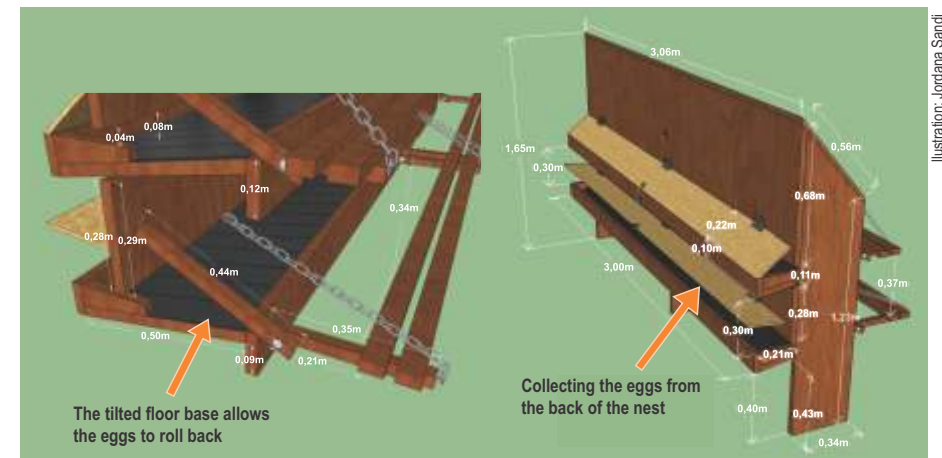 0,04m
0,08m
0,12m
0,34m
0,28m
0,29m
0,44m
0,50m
0,35m
0,09m
0,21m
The tilted floor base allows
the eggs to roll back
3,06m
1,65m
0,30m
0,56m
0,68m
0,22m
0,10m
3,00m
0,11m
0,37m
0,28m
0,30m
0,21m
Collecting the eggs from
the back of the nest
0,40m
0,43m
0,34m
Ilustration: Jordana Sandi